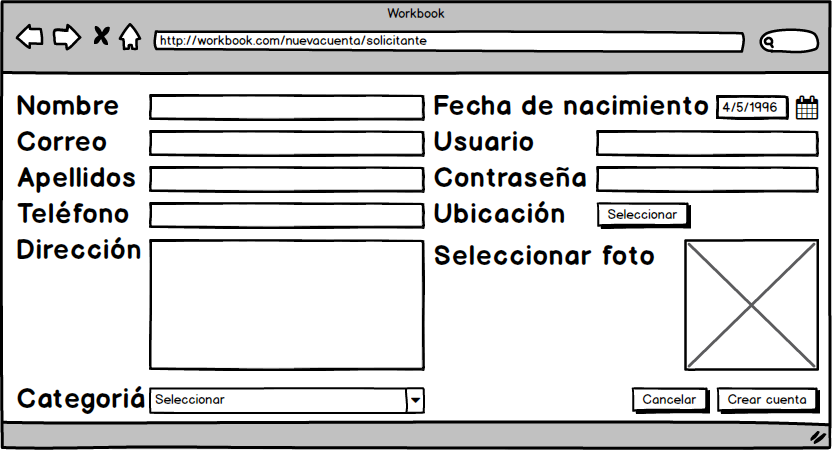 Workbook
http://workbook.com/nuevacuenta/solicitante
Nombre
Fecha de nacimiento 4/5/1996
Correo
Usuario
Apellidos
Contraseña
Teléfono
Ubicación Seleccionar
Dirección
Seleccionar foto
Categoriá Seleccionar
Cancelar Crear cuenta